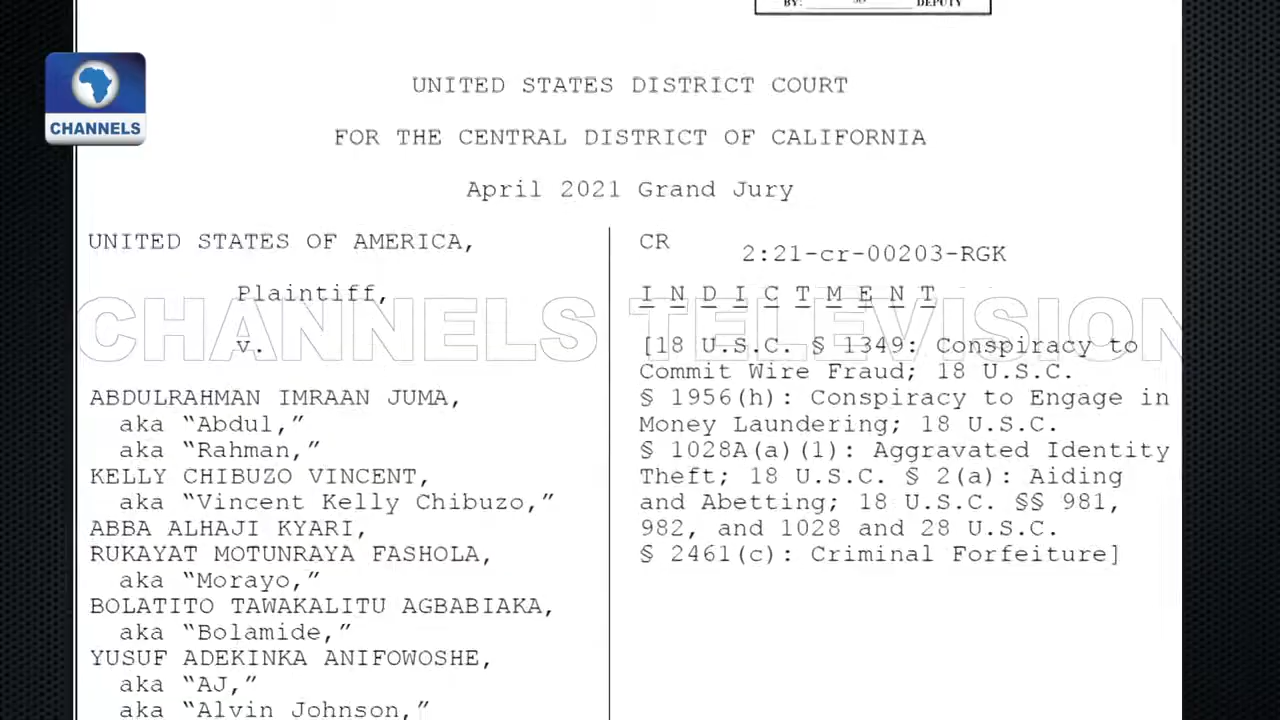 BY: DEPUTY
CHANNELS
UNITED STATES DISTRICT COURT
FOR THE CENTRAL DISTRICT OF CALIFORNIA
April 2021 Grand Jury
UNITED STATES OF AMERICA,
Plaintiff,
v.
ABDULRAHMAN IMRAAN JUMA,
aka “Abdul,”
aka “Rahman,”
KELLY CHIBUZO VINCENT,
aka “Vincent Kelly Chibuzo,”
ABBA ALHAJI KYARI,
RUKAYAT MOTUNRAYA FASHOLA,
aka “Morayo,”
BOLATITO TAWAKALITU AGBABIAKA,
aka “Bolamide,”
YUSUF ADEKINKA ANIFOWOSHE,
aka “AJ,”
aka “Alvin Johnson,”
CR
2:21-cr-00203-RGK
I N D I C T M E N T
[18 U.S.C. § 1349: Conspiracy to
Commit Wire Fraud; 18 U.S.C.
§ 1956(h): Conspiracy to Engage in
Money Laundering; 18 U.S.C.
§ 1028A(a)(1): Aggravated Identity
Theft; 18 U.S.C. § 2(a): Aiding
and Abetting; 18 U.S.C. §§ 981,
982, and 1028 and 28 U.S.C.
§ 2461(c): Criminal Forfeiture]
CHANNELS TELEVISION